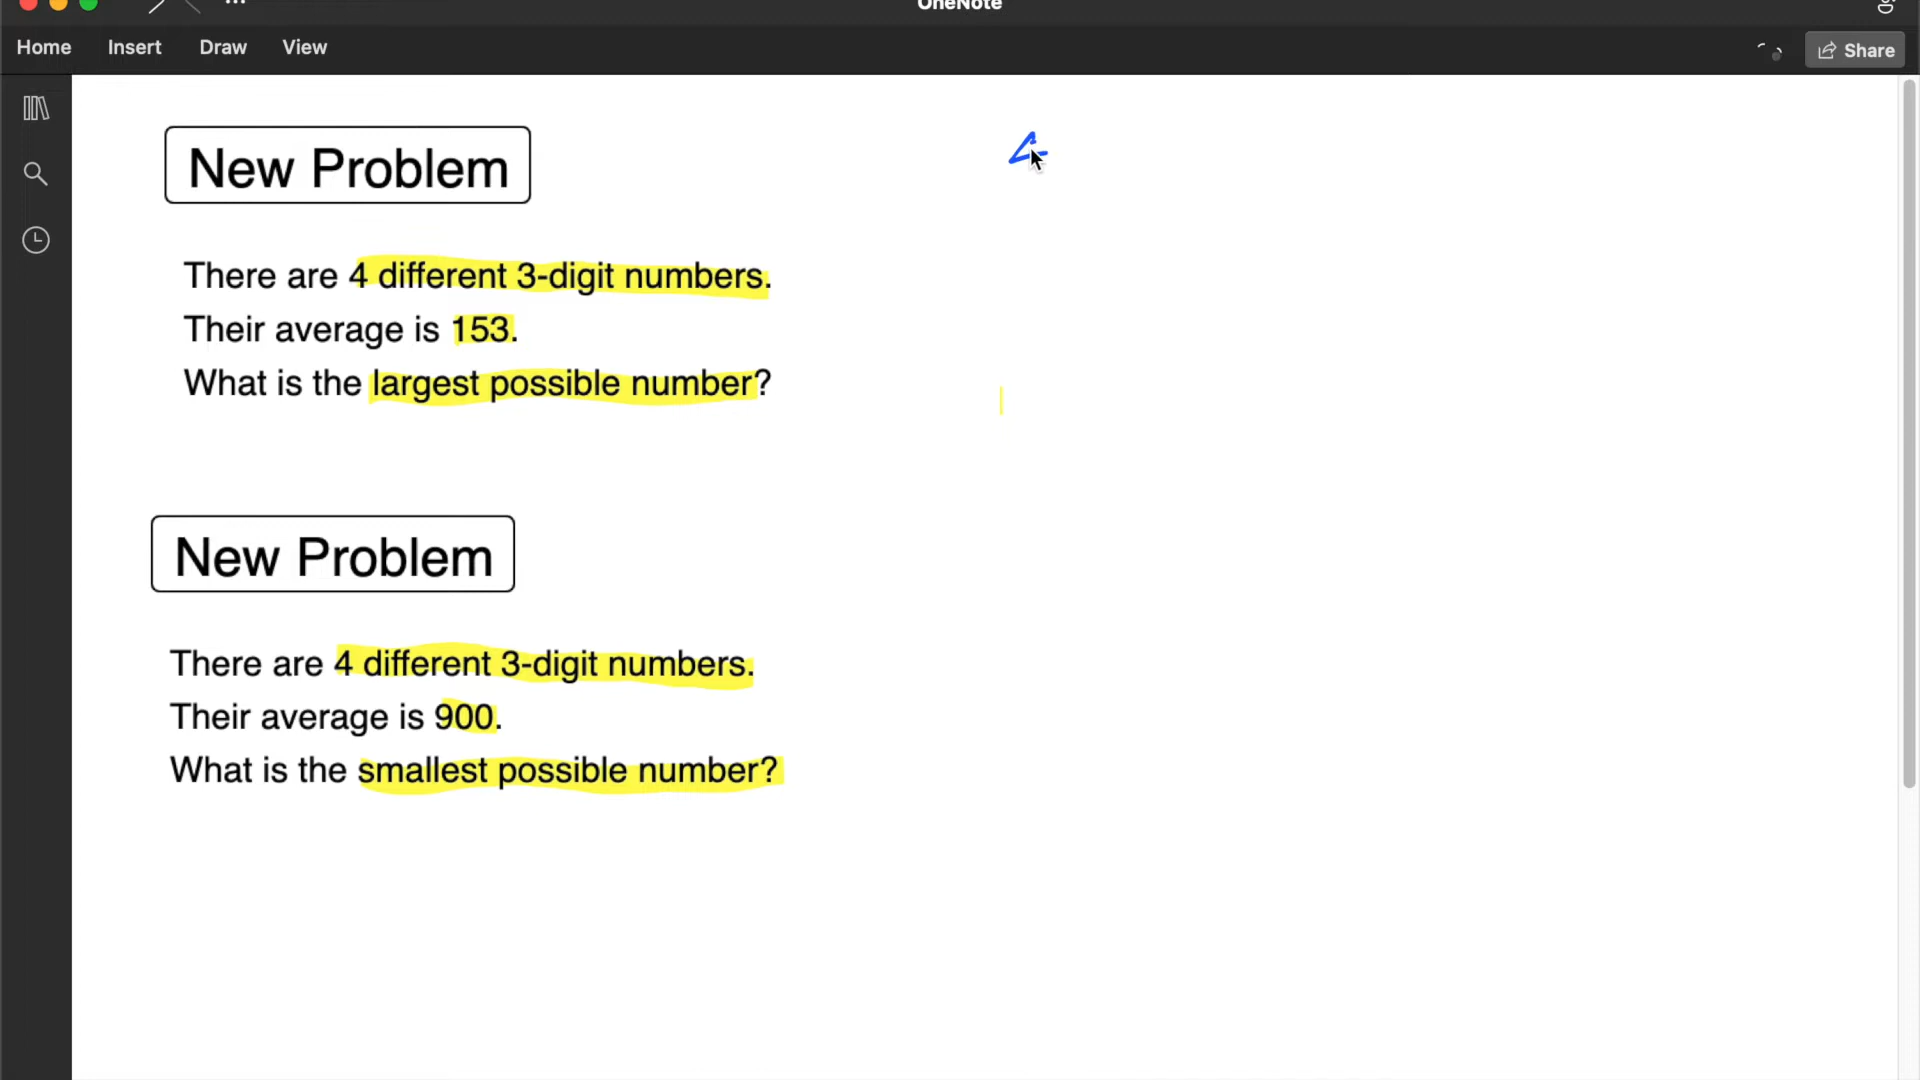 OneNote
Home Insert Draw View Share
New Problem
There are 4 different 3-digit numbers.
Their average is 153.
What is the largest possible number?
New Problem
There are 4 different 3-digit numbers.
Their average is 900.
What is the smallest possible number?